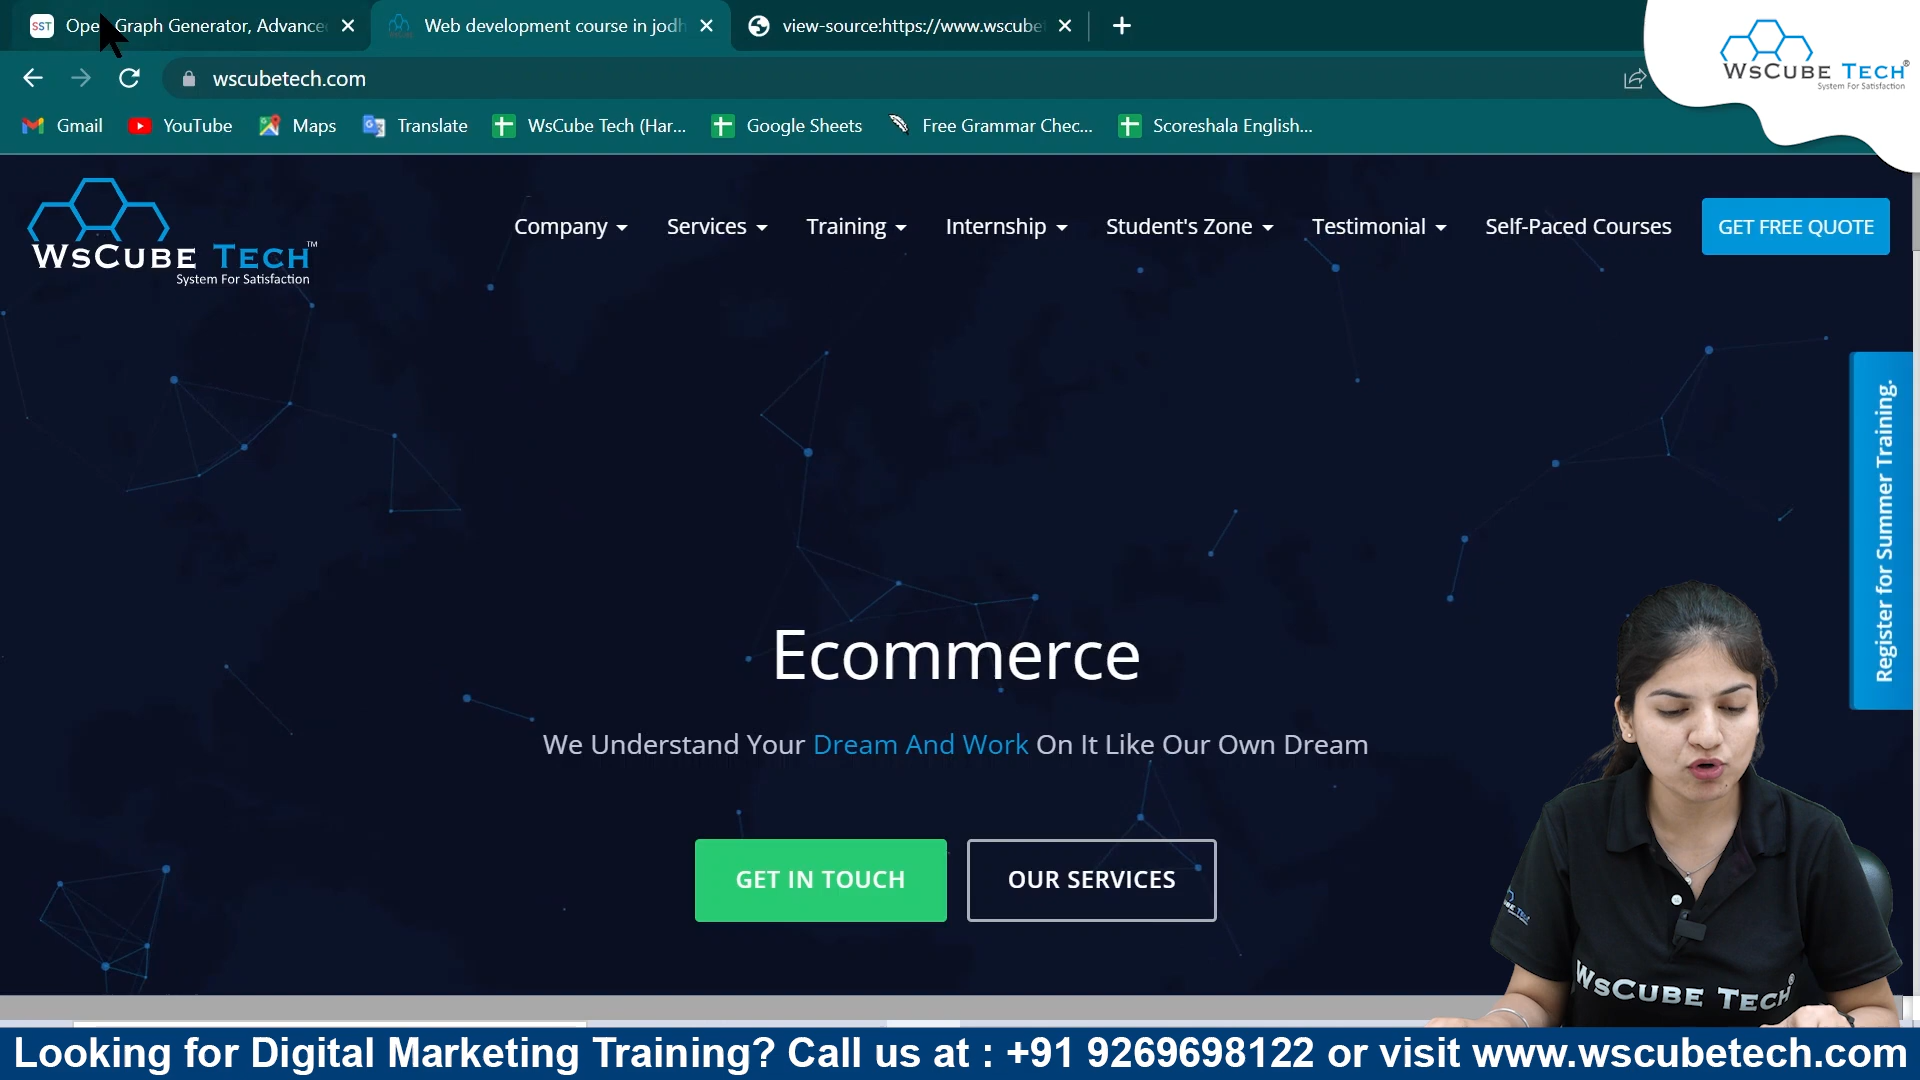 SST Open Graph Generator, Advance
Web development course in jodh
view-source:https://www.wscube
wscubetech.com
WsCube Tech®
System For Satisfaction
Gmail
YouTube
Maps
Translate
WsCube Tech (Har...
Google Sheets
Free Grammar Chec...
Scoreshala English...
WsCube Tech™
System For Satisfaction
Company
Services
Training
Internship
Student's Zone
Testimonial
Self-Paced Courses
GET FREE QUOTE
Register for Summer Training.
Ecommerce
We Understand Your Dream And Work On It Like Our Own Dream
GET IN TOUCH
OUR SERVICES
WsCube Tech®
Looking for Digital Marketing Training? Call us at : +91 9269698122 or visit www.wscubetech.com